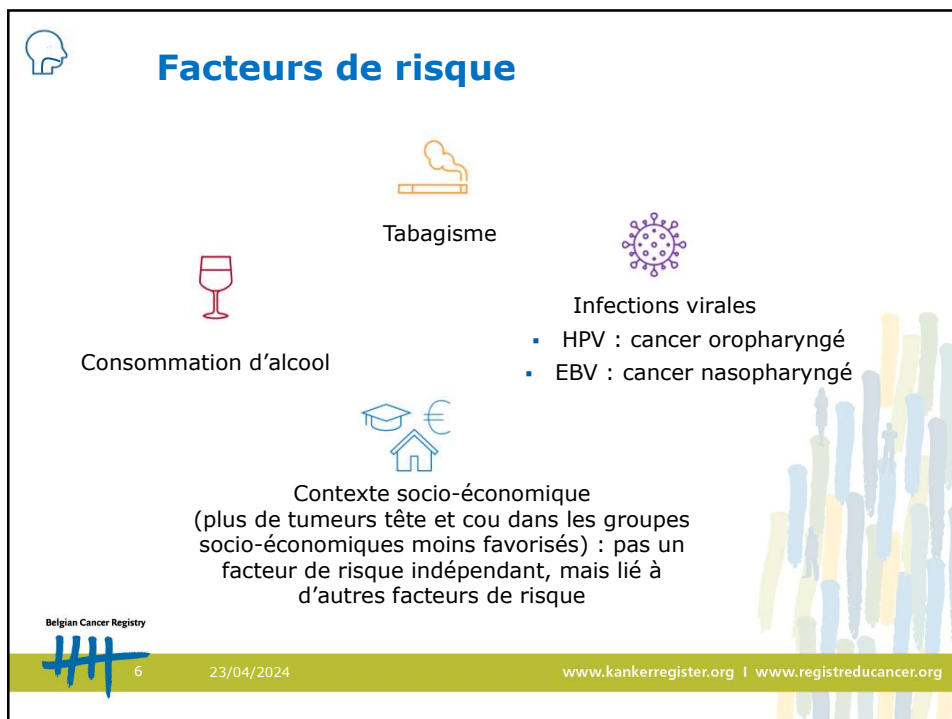 Facteurs de risque
Tabagisme
Infections virales
▪ HPV : cancer oropharyngé
▪ EBV : cancer nasopharyngé
Consommation d'alcool
Contexte socio-économique
(plus de tumeurs tête et cou dans les groupes
socio-économiques moins favorisés) : pas un
facteur de risque indépendant, mais lié à
d'autres facteurs de risque
Belgian Cancer Registry
6 23/04/2024 www.kankerregister.org I www.registreducancer.org